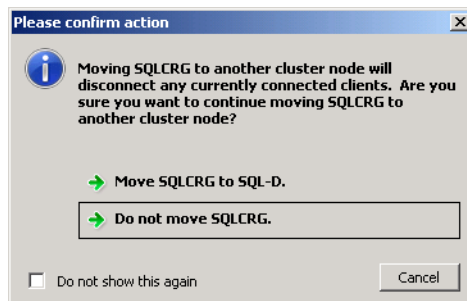 Please confirm action
Moving SQLCRG to another cluster node will
disconnect any currently connected clients.  Are you
sure you want to continue moving SQLCRG to
another cluster node?
Move SQLCRG to SQL-D.
Do not move SQLCRG.
Do not show this again
Cancel